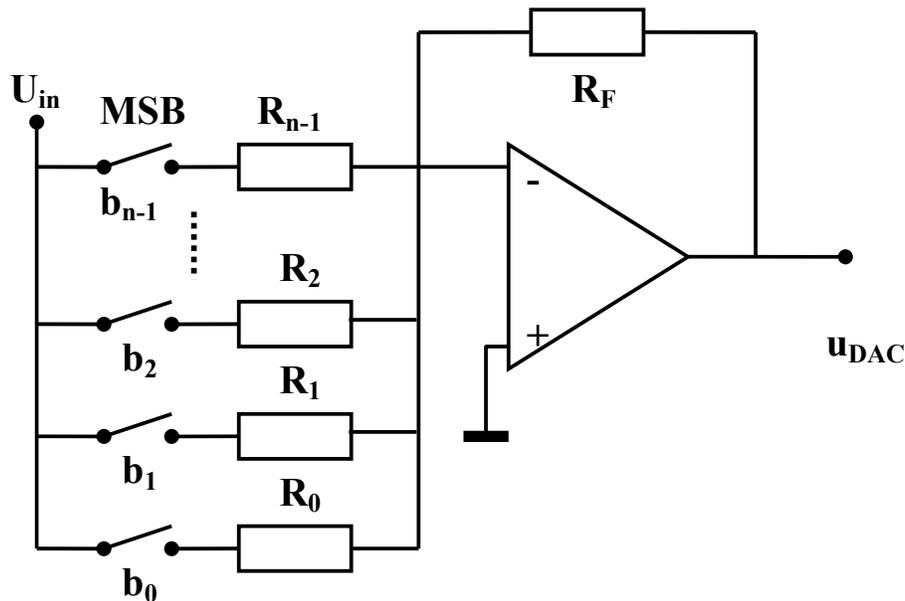 R_F
U_in
MSB
R_n-1
b_n-1
-
R_2
b_2
+
u_DAC
R_1
b_1
R_0
b_0